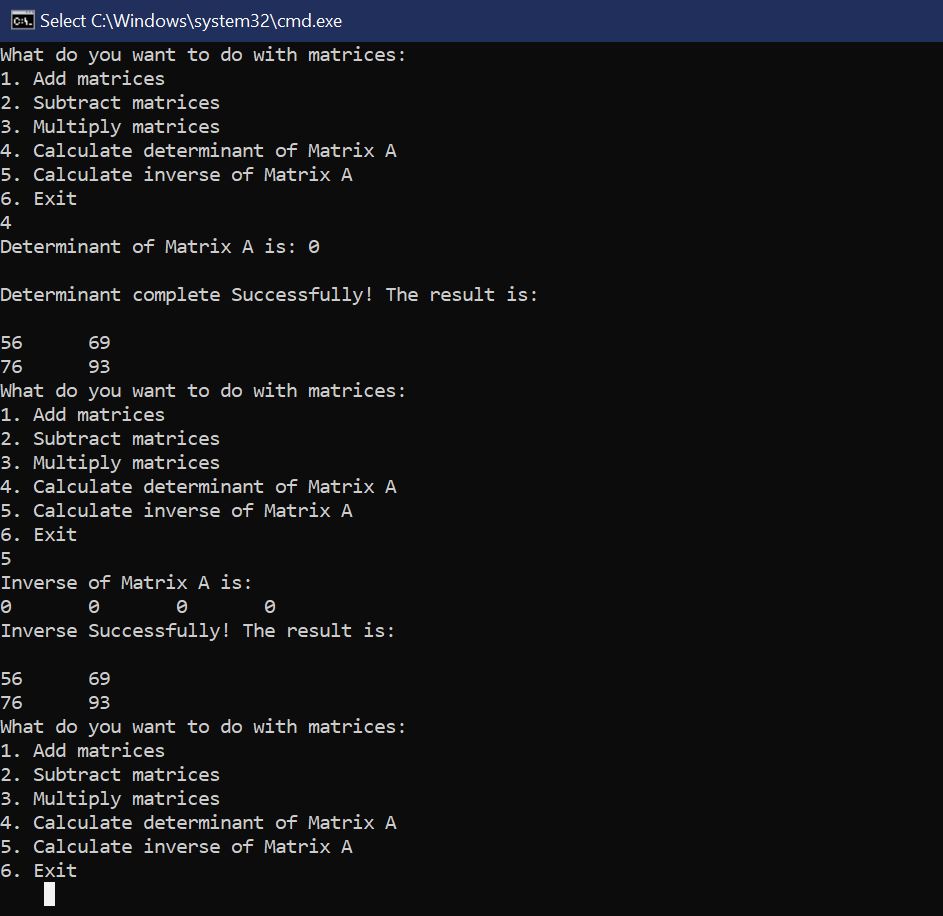 Select C:\Windows\system32\cmd.exe
What do you want to do with matrices:
1. Add matrices
2. Subtract matrices
3. Multiply matrices
4. Calculate determinant of Matrix A
5. Calculate inverse of Matrix A
6. Exit
4
Determinant of Matrix A is: 0
Determinant complete Successfully! The result is:
56 69
76 93
What do you want to do with matrices:
1. Add matrices
2. Subtract matrices
3. Multiply matrices
4. Calculate determinant of Matrix A
5. Calculate inverse of Matrix A
6. Exit
5
Inverse of Matrix A is:
0 0 0 0
Inverse Successfully! The result is:
56 69
76 93
What do you want to do with matrices:
1. Add matrices
2. Subtract matrices
3. Multiply matrices
4. Calculate determinant of Matrix A
5. Calculate inverse of Matrix A
6. Exit